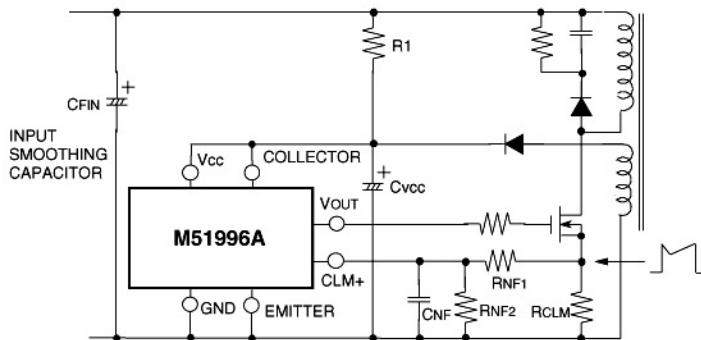 R1
+
CFIN
INPUT
SMOOTHING
CAPACITOR
VCC
COLLECTOR
+
CVCC
VOUT
M51996A
CLM+
RNF1
GND
EMITTER
CNF
RNF2
RCLM